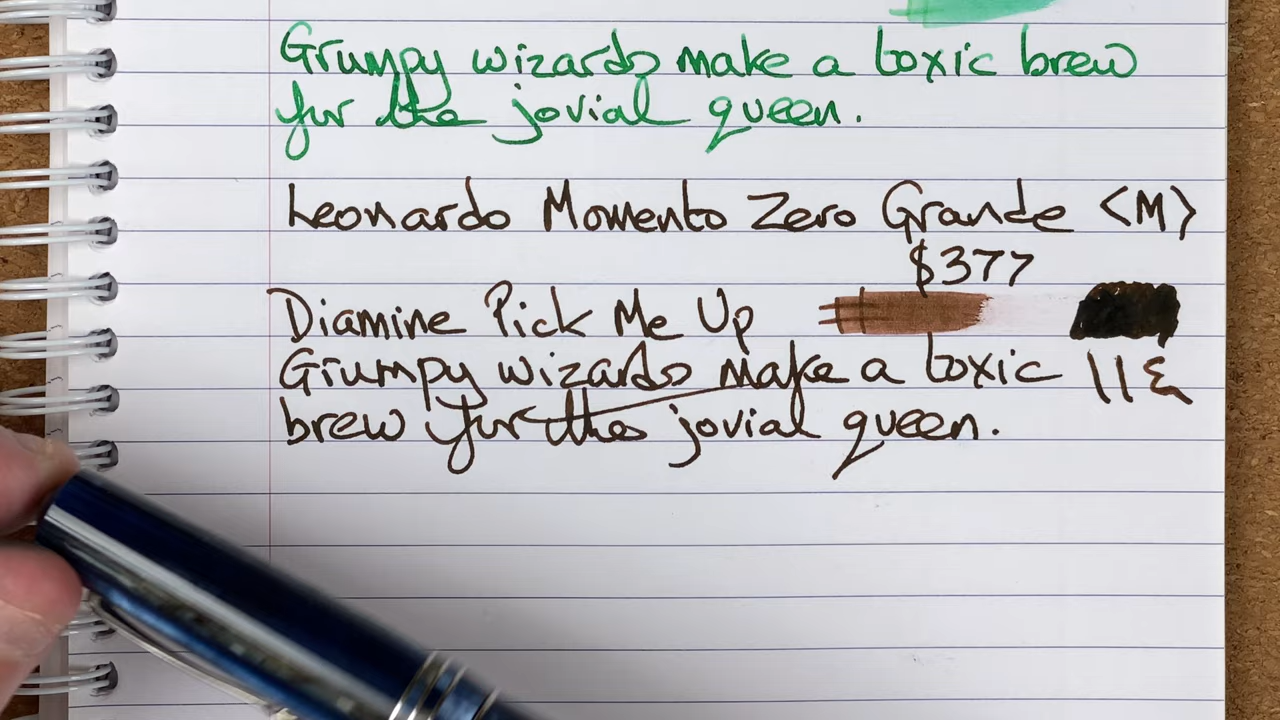 Grumpy wizards make a toxic brew
for the jovial queen.
Leonardo Momento Zero Grande <M>
$377
Diamine Pick Me Up
Grumpy wizards make a toxic
brew for the jovial queen.